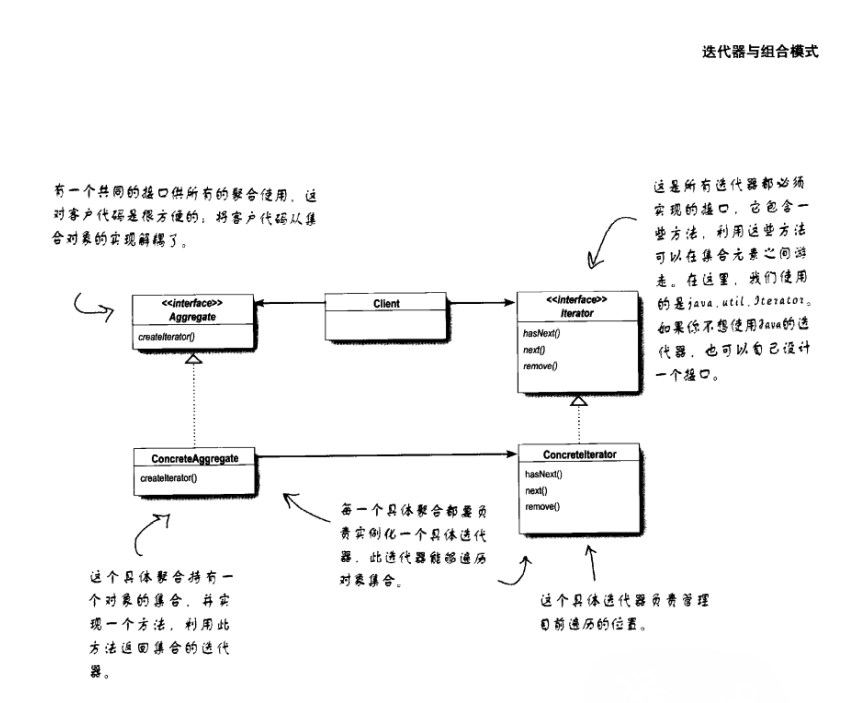 迭代器与组合模式
有一个共同的接口供所有的聚合使用，这
对客户代码是很方便的；将客户代码从集
合对象的实现解耦了。
这是所有迭代器都必须
实现的接口，它包含一
些方法，利用这些方法
可以在集合元素之间游
走。在这里，我们使用
的是java.util.Iterator。
如果你不想使用Java的迭
代器，也可以自己设计
一个接口。
<<interface>>
Aggregate
createIterator()
Client
<<interface>>
Iterator
hasNext()
next()
remove()
ConcreteAggregate
createIterator()
ConcreteIterator
hasNext()
next()
remove()
每一个具体聚合都要负
责实例化一个具体迭代
器，此迭代器能够遍历
对象集合。
这个具体聚合持有一
个对象的集合，并实
现一个方法，利用此
方法返回集合的迭代
器。
这个具体迭代器负责管理
目前遍历的位置。